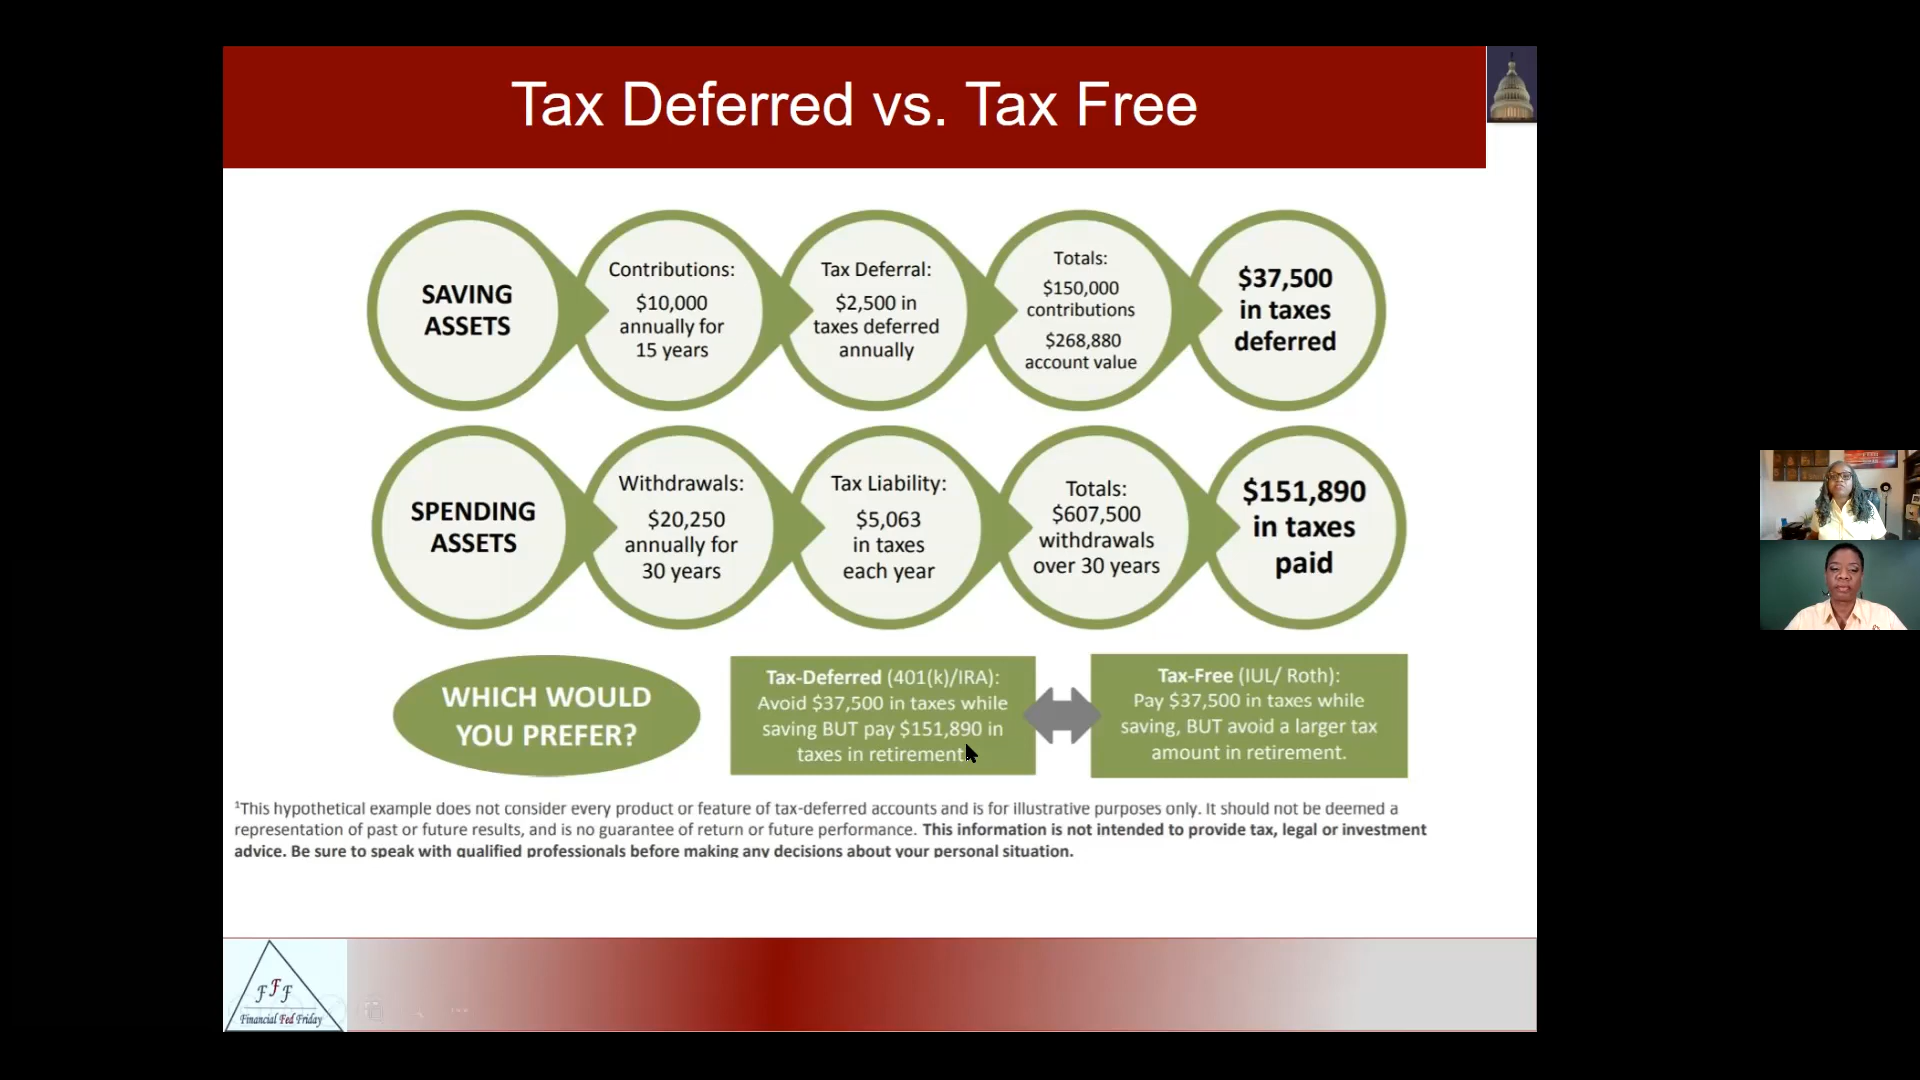 Tax Deferred vs. Tax Free
SAVING
ASSETS
Contributions:
$10,000
annually for
15 years
Tax Deferral:
$2,500 in
taxes deferred
annually
Totals:
$150,000
contributions
$268,880
account value
$37,500
in taxes
deferred
SPENDING
ASSETS
Withdrawals:
$20,250
annually for
30 years
Tax Liability:
$5,063
in taxes
each year
Totals:
$607,500
withdrawals
over 30 years
$151,890
in taxes
paid
WHICH WOULD
YOU PREFER?
Tax-Deferred (401(k)/IRA):
Avoid $37,500 in taxes while
saving BUT pay $151,890 in
taxes in retirement.
Tax-Free (IUL/ Roth):
Pay $37,500 in taxes while
saving, BUT avoid a larger tax
amount in retirement.
¹This hypothetical example does not consider every product or feature of tax-deferred accounts and is for illustrative purposes only. It should not be deemed a
representation of past or future results, and is no guarantee of return or future performance. This information is not intended to provide tax, legal or investment
advice. Be sure to speak with qualified professionals before making any decisions about your personal situation.
FFF
Financial Fed Friday